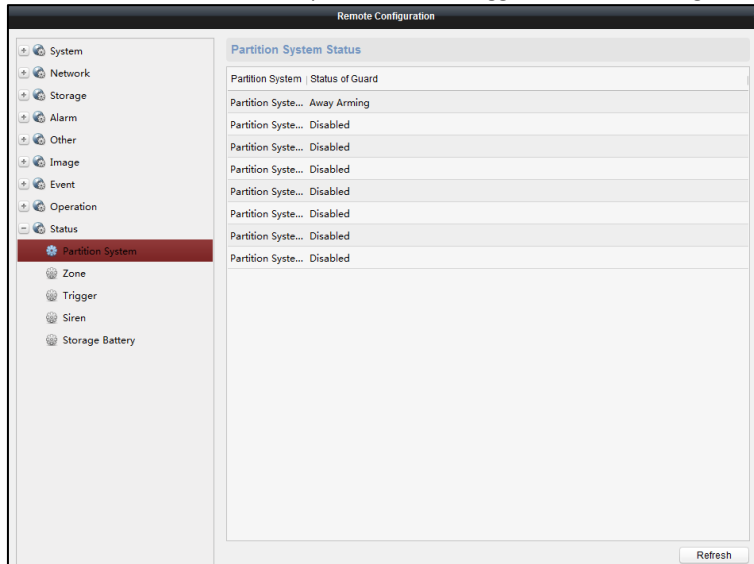 Remote Configuration
System
Network
Storage
Alarm
Other
Image
Event
Operation
Status
Partition System
Zone
Trigger
Siren
Storage Battery
Partition System Status
Partition System Status of Guard
Partition Syste... Away Arming
Partition Syste... Disabled
Partition Syste... Disabled
Partition Syste... Disabled
Partition Syste... Disabled
Partition Syste... Disabled
Partition Syste... Disabled
Partition Syste... Disabled
Refresh